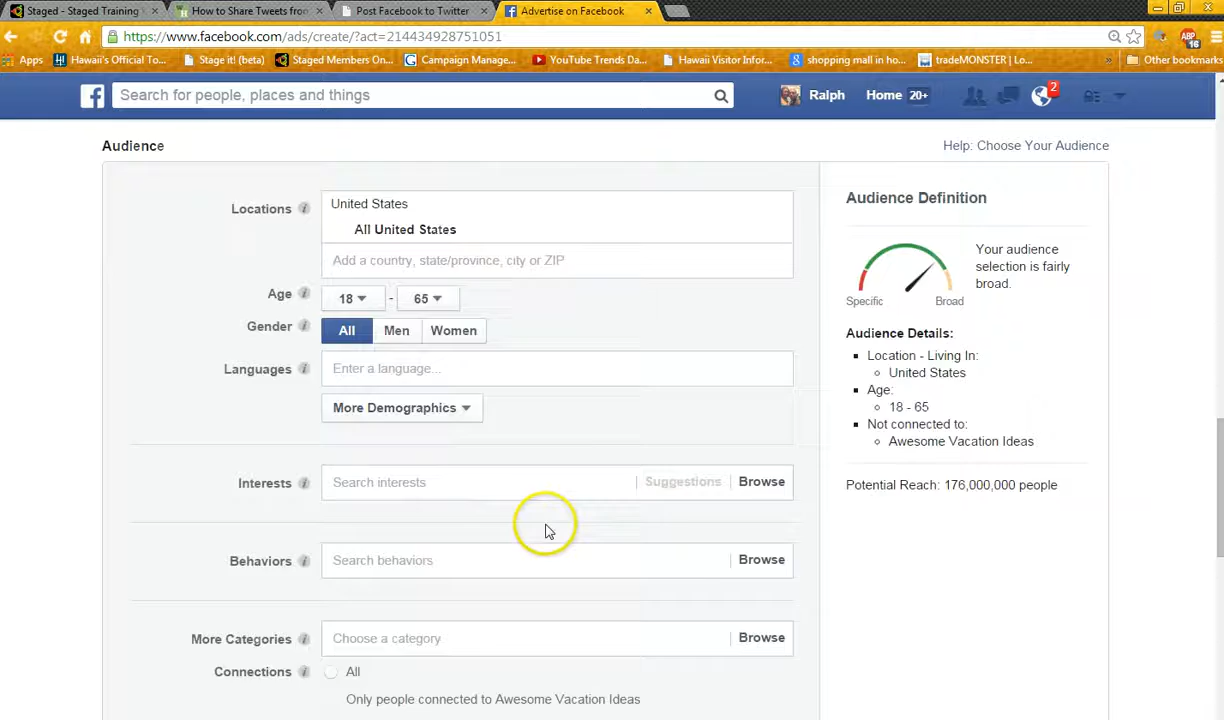 Staged - Staged Training
How to Share Tweets from
Post Facebook to Twitter
Advertise on Facebook
https://www.facebook.com/ads/create/?act=214434928751051
Apps
Hawaii's Official To...
Stage it! (beta)
Staged Members On...
Campaign Manage...
YouTube Trends Da...
Hawaii Visitor Infor...
shopping mall in ho...
tradeMONSTER | Lo...
Other bookmarks
ABP
16
Search for people, places and things
Ralph
Home 20+
2
Audience
Help: Choose Your Audience
Locations
United States
All United States
Add a country, state/province, city or ZIP
Age
18 - 65
Gender
All Men Women
Languages
Enter a language...
More Demographics
Interests
Search interests
Suggestions
Browse
Behaviors
Search behaviors
Browse
More Categories
Choose a category
Browse
Connections
All
Only people connected to Awesome Vacation Ideas
Audience Definition
Specific
Broad
Your audience
selection is fairly
broad.
Audience Details:
Location - Living In:
United States
Age:
18 - 65
Not connected to:
Awesome Vacation Ideas
Potential Reach: 176,000,000 people